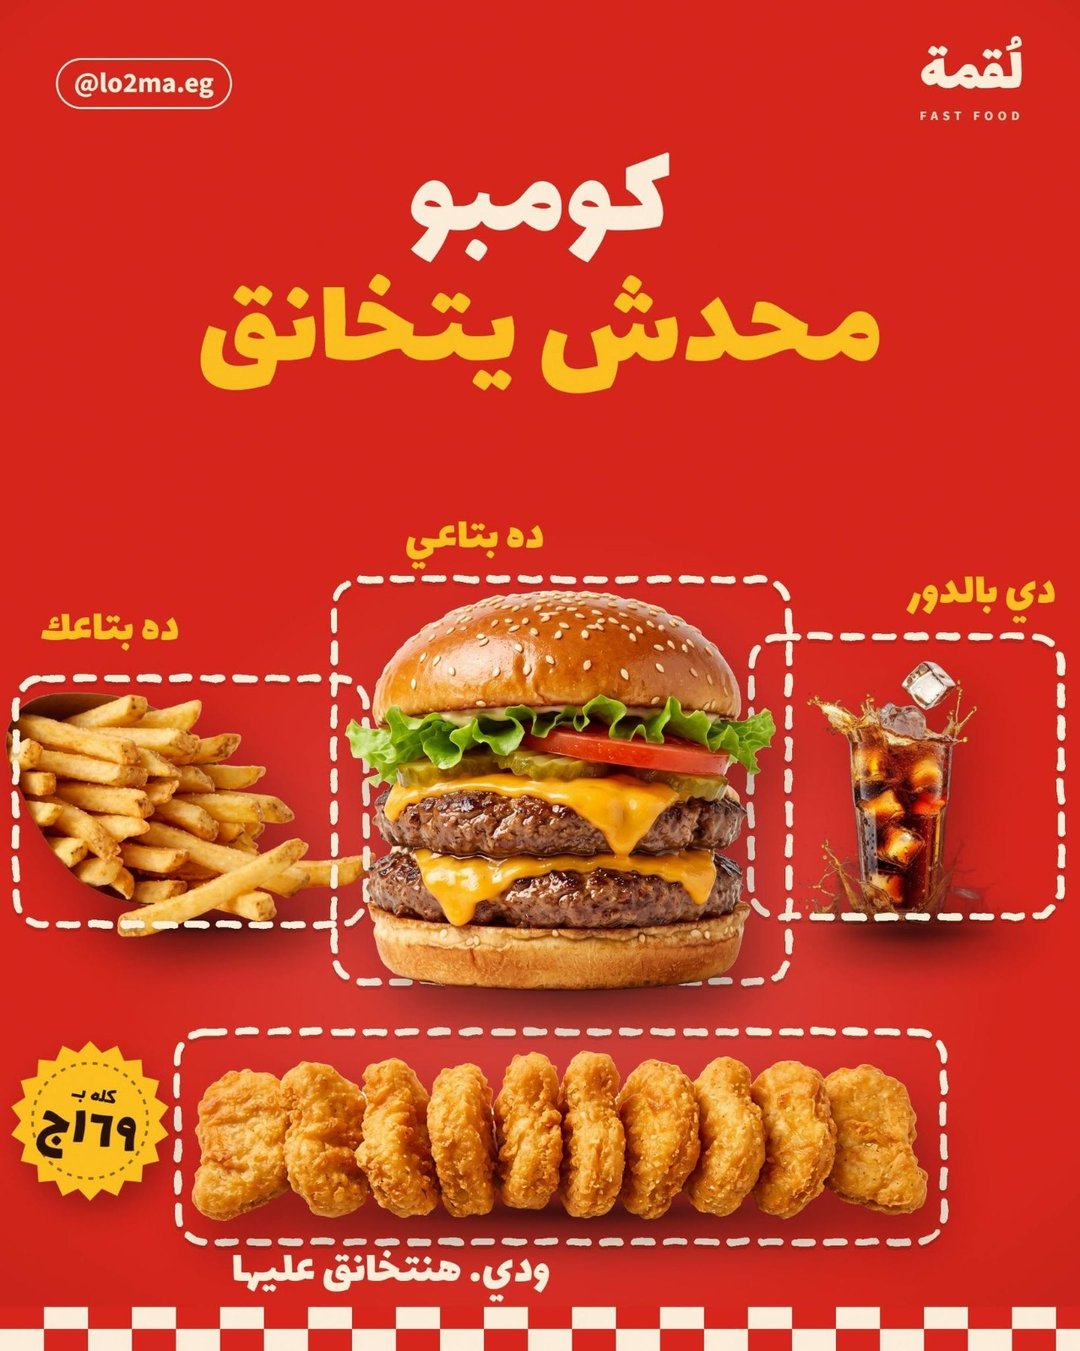 لُقمة
FAST FOOD
@lo2ma.eg
كومبو
محدش يتخانق
ده بتاعي
دي بالدور
ده بتاعك
كله بـ
١٦٩ج
ودي. هنتخانق عليها